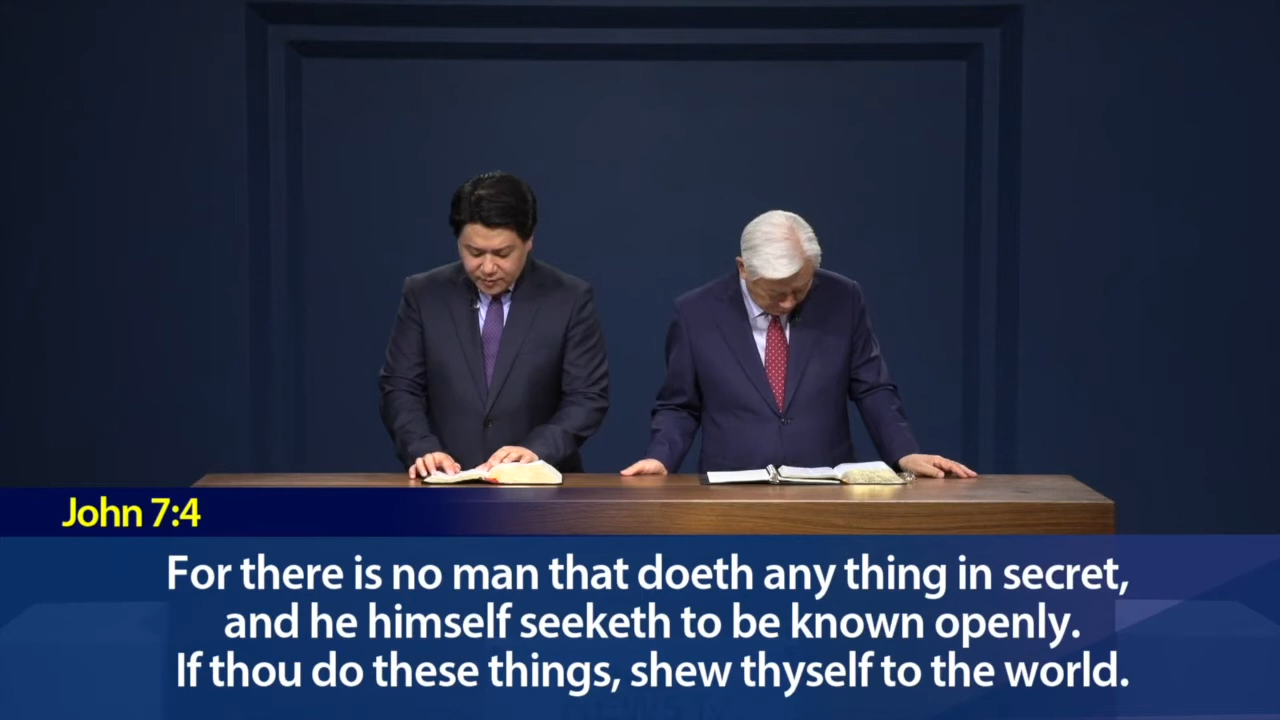 John 7:4
For there is no man that doeth any thing in secret,
and he himself seeketh to be known openly.
If thou do these things, shew thyself to the world.